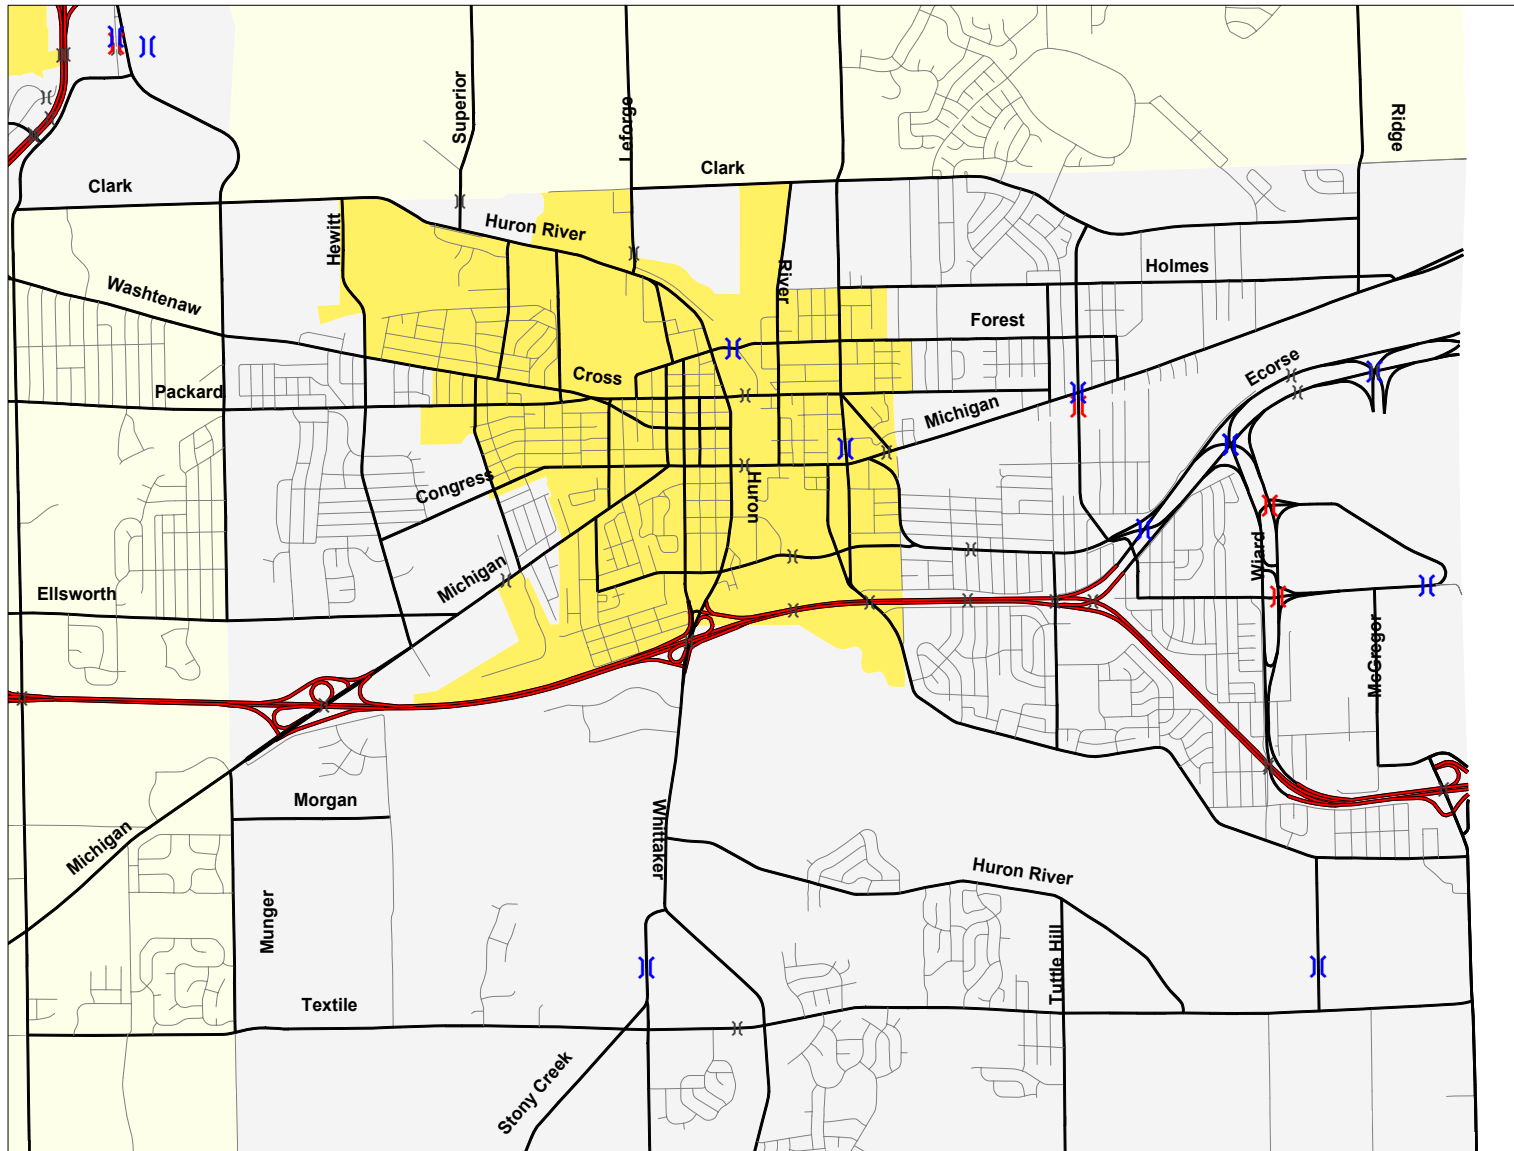 Superior
Leforge
Ridge
Clark
Clark
Hewitt
Huron River
River
Holmes
Washtenaw
Forest
Ecorse
Cross
Packard
Michigan
Congress
Huron
Wiard
Michigan
Ellsworth
McGregor
Morgan
Whittaker
Michigan
Huron River
Munger
Tuttle Hill
Textile
Stony Creek